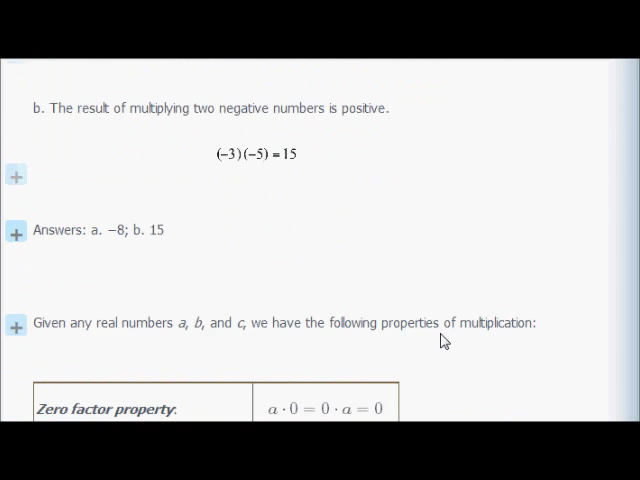 b. The result of multiplying two negative numbers is positive.
(−3)(−5) = 15
Answers: a. −8; b. 15
Given any real numbers a, b, and c, we have the following properties of multiplication:
Zero factor property: a · 0 = 0 · a = 0